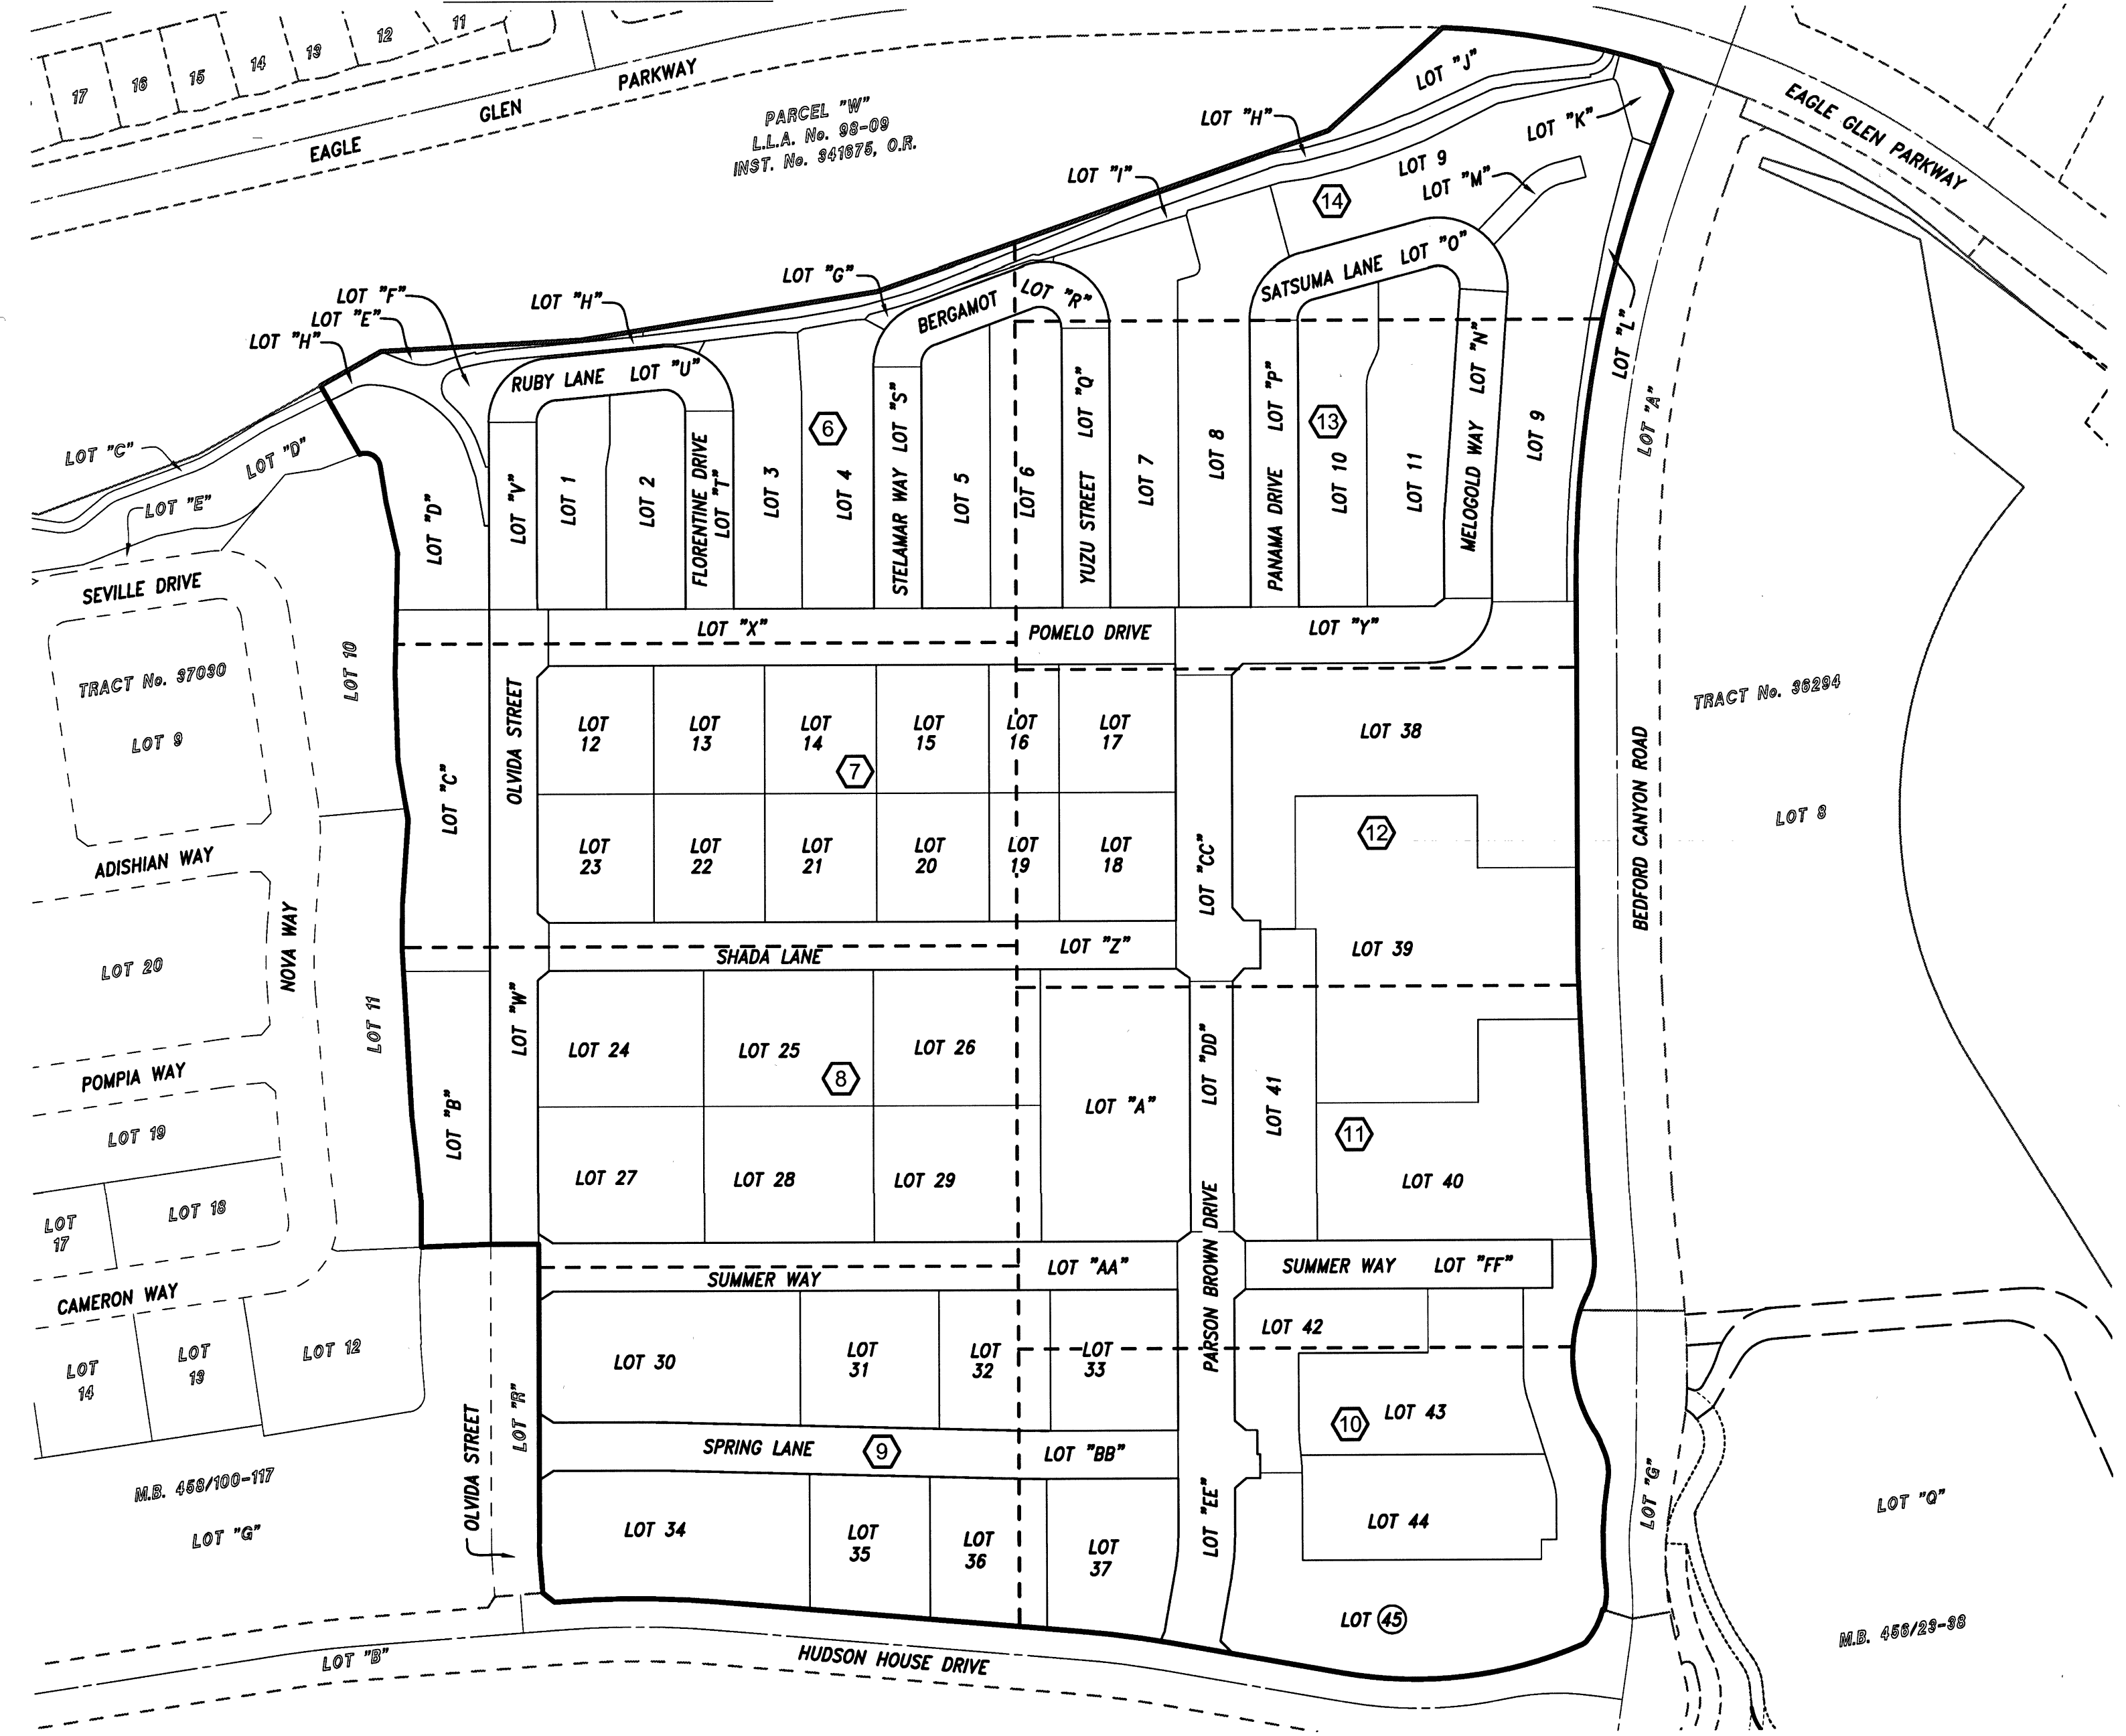 17
16
15
14
13
12
11
EAGLE GLEN PARKWAY
PARCEL "W"
L.L.A. No. 98-09
INST. No. 341675, O.R.
LOT "J"
LOT "H"
LOT "K"
EAGLE GLEN PARKWAY
LOT "I"
LOT 9
LOT "M"
14
LOT "G"
LOT "H"
LOT "F"
LOT "E"
LOT "H"
BERGAMOT LOT "R"
SATSUMA LANE LOT "O"
RUBY LANE LOT "U"
LOT "C"
LOT "D"
LOT "E"
LOT "D"
LOT "V"
LOT 1
LOT 2
FLORENTINE DRIVE
LOT "T"
LOT 3
6
LOT 4
STELAMAR WAY LOT "S"
LOT 5
LOT 6
YUZU STREET LOT "Q"
LOT 7
LOT 8
PANAMA DRIVE LOT "P"
13
LOT 10
LOT 11
MELOGOLD WAY LOT "N"
LOT 9
LOT "L"
LOT "A"
SEVILLE DRIVE
LOT "X"
POMELO DRIVE
LOT "Y"
TRACT No. 37030
LOT 9
LOT 10
LOT "C"
OLVIDA STREET
LOT
12
LOT
13
LOT
14
LOT
15
LOT
16
LOT
17
7
LOT 38
TRACT No. 36294
LOT 8
BEDFORD CANYON ROAD
LOT
23
LOT
22
LOT
21
LOT
20
LOT
19
LOT
18
LOT "CC"
12
ADISHIAN WAY
NOVA WAY
LOT 20
SHADA LANE
LOT "Z"
LOT 39
LOT 11
LOT "W"
LOT 24
LOT 25
LOT 26
8
LOT "A"
LOT "DD"
LOT 41
11
POMPIA WAY
LOT "B"
LOT 19
LOT 18
LOT
17
LOT 27
LOT 28
LOT 29
PARSON BROWN DRIVE
LOT 40
CAMERON WAY
SUMMER WAY
LOT "AA"
SUMMER WAY LOT "FF"
LOT
14
LOT
13
LOT 12
LOT 30
LOT
31
LOT
32
LOT
33
LOT 42
10
LOT 43
OLVIDA STREET
LOT "R"
SPRING LANE
9
LOT "BB"
M.B. 458/100-117
LOT "G"
LOT 34
LOT
35
LOT
36
LOT
37
LOT "EE"
LOT 44
LOT "G"
LOT "Q"
LOT 45
M.B. 456/23-38
LOT "B"
HUDSON HOUSE DRIVE